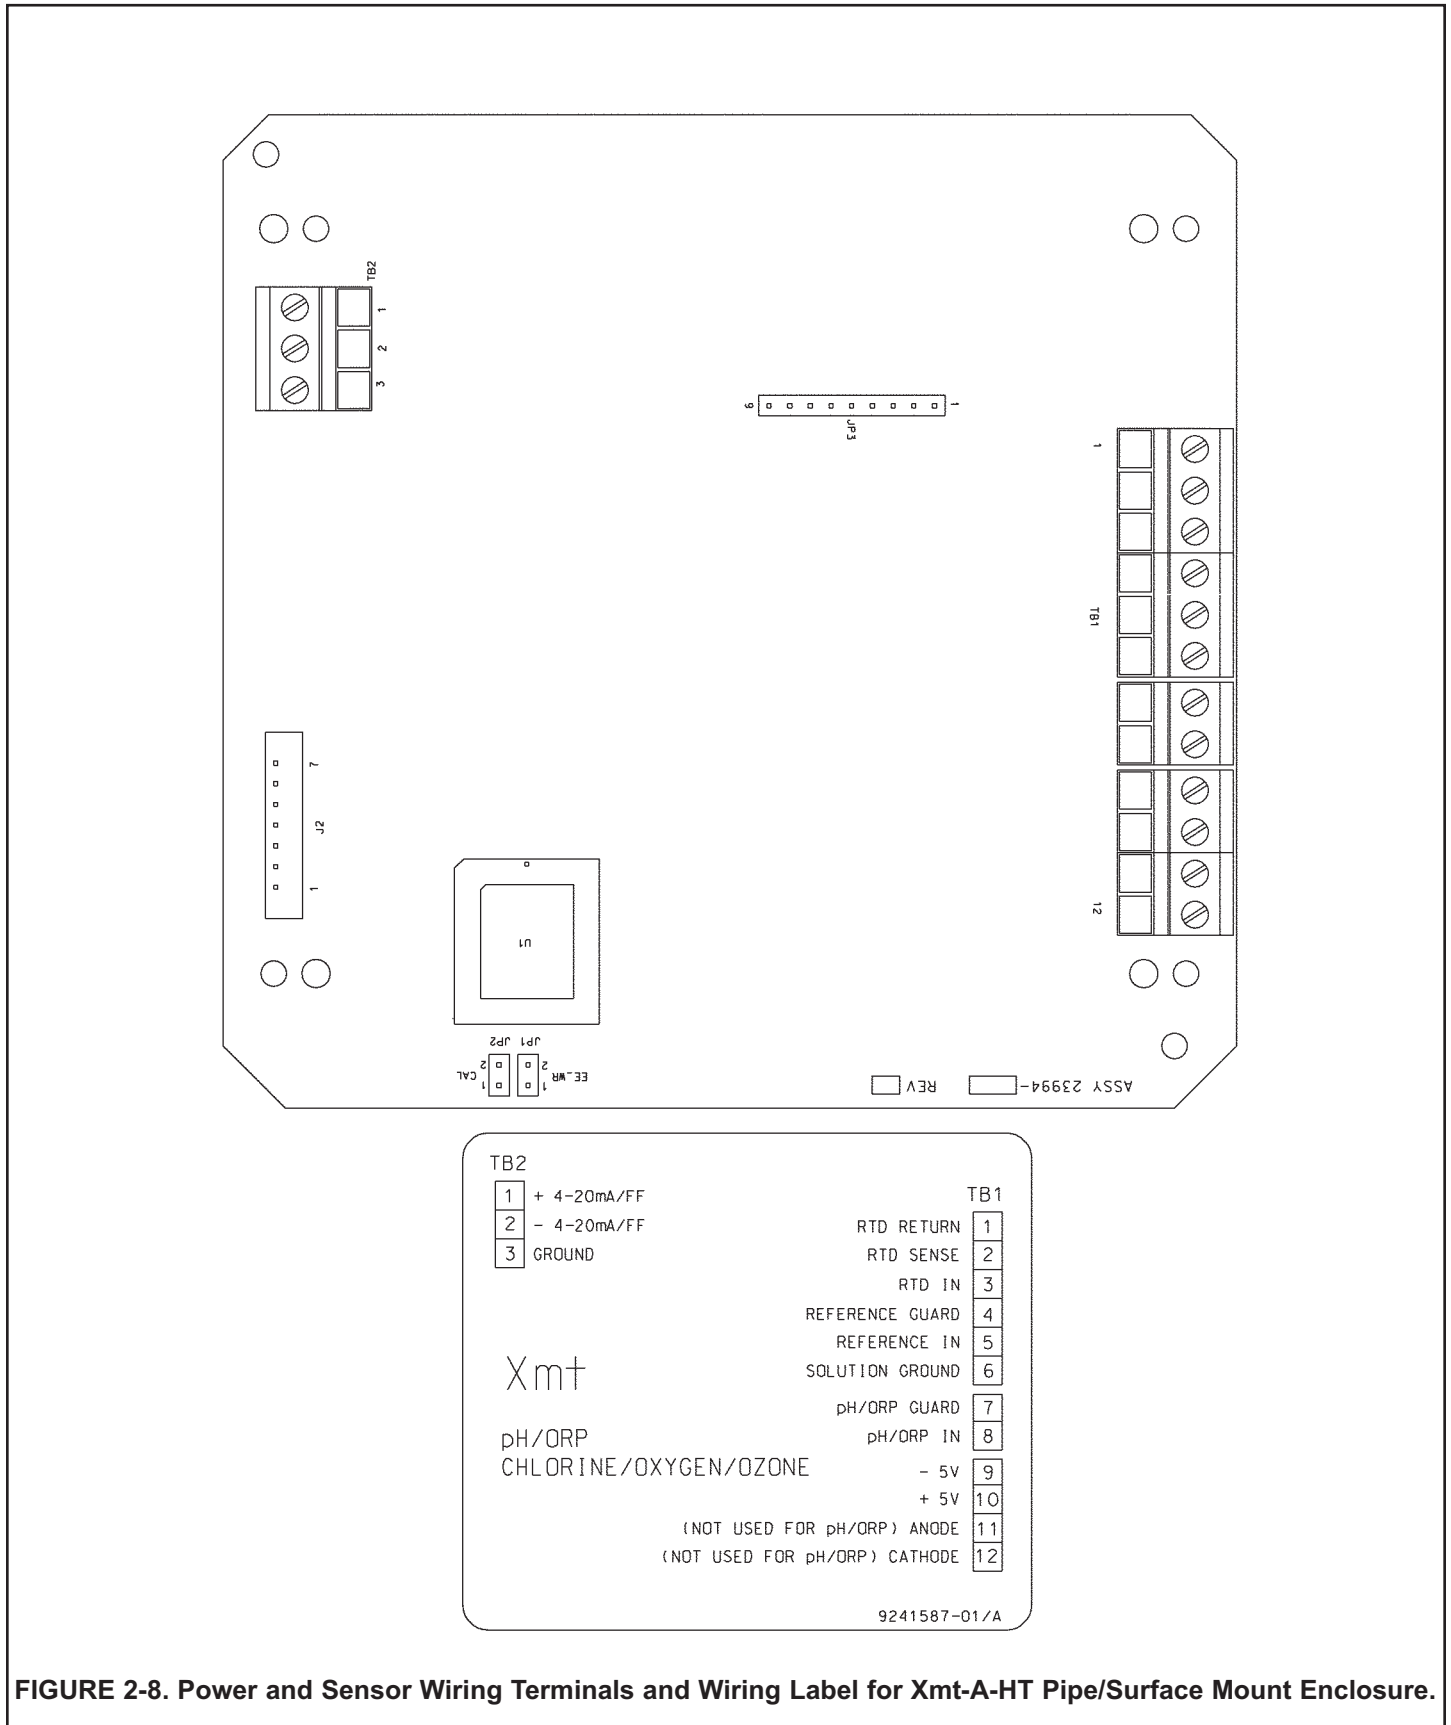 TB2
1
2
3
9
1
JP3
1
TB1
12
7
J2
1
U1
JP2 JP1
CAL
2
1
2
1
EE_WR
REV
ASSY 23994-
TB2
1 + 4-20mA/FF
2 - 4-20mA/FF
3 GROUND
TB1
RTD RETURN 1
RTD SENSE 2
RTD IN 3
REFERENCE GUARD 4
REFERENCE IN 5
SOLUTION GROUND 6
pH/ORP GUARD 7
pH/ORP IN 8
- 5V 9
+ 5V 10
(NOT USED FOR pH/ORP) ANODE 11
(NOT USED FOR pH/ORP) CATHODE 12
Xmt
pH/ORP
CHLORINE/OXYGEN/OZONE
9241587-01/A
FIGURE 2-8. Power and Sensor Wiring Terminals and Wiring Label for Xmt-A-HT Pipe/Surface Mount Enclosure.